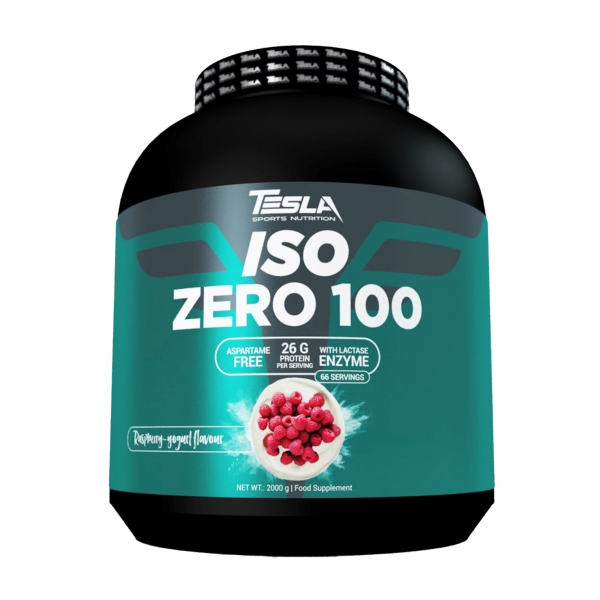 TESLA
SPORTS NUTRITION
ISO
ZERO 100
ASPARTAME
FREE
26 G
PROTEIN
PER SERVING
WITH LACTASE
ENZYME
66 SERVINGS
Raspberry-yogurt flavour
NET WT.: 2000 g | Food Supplement